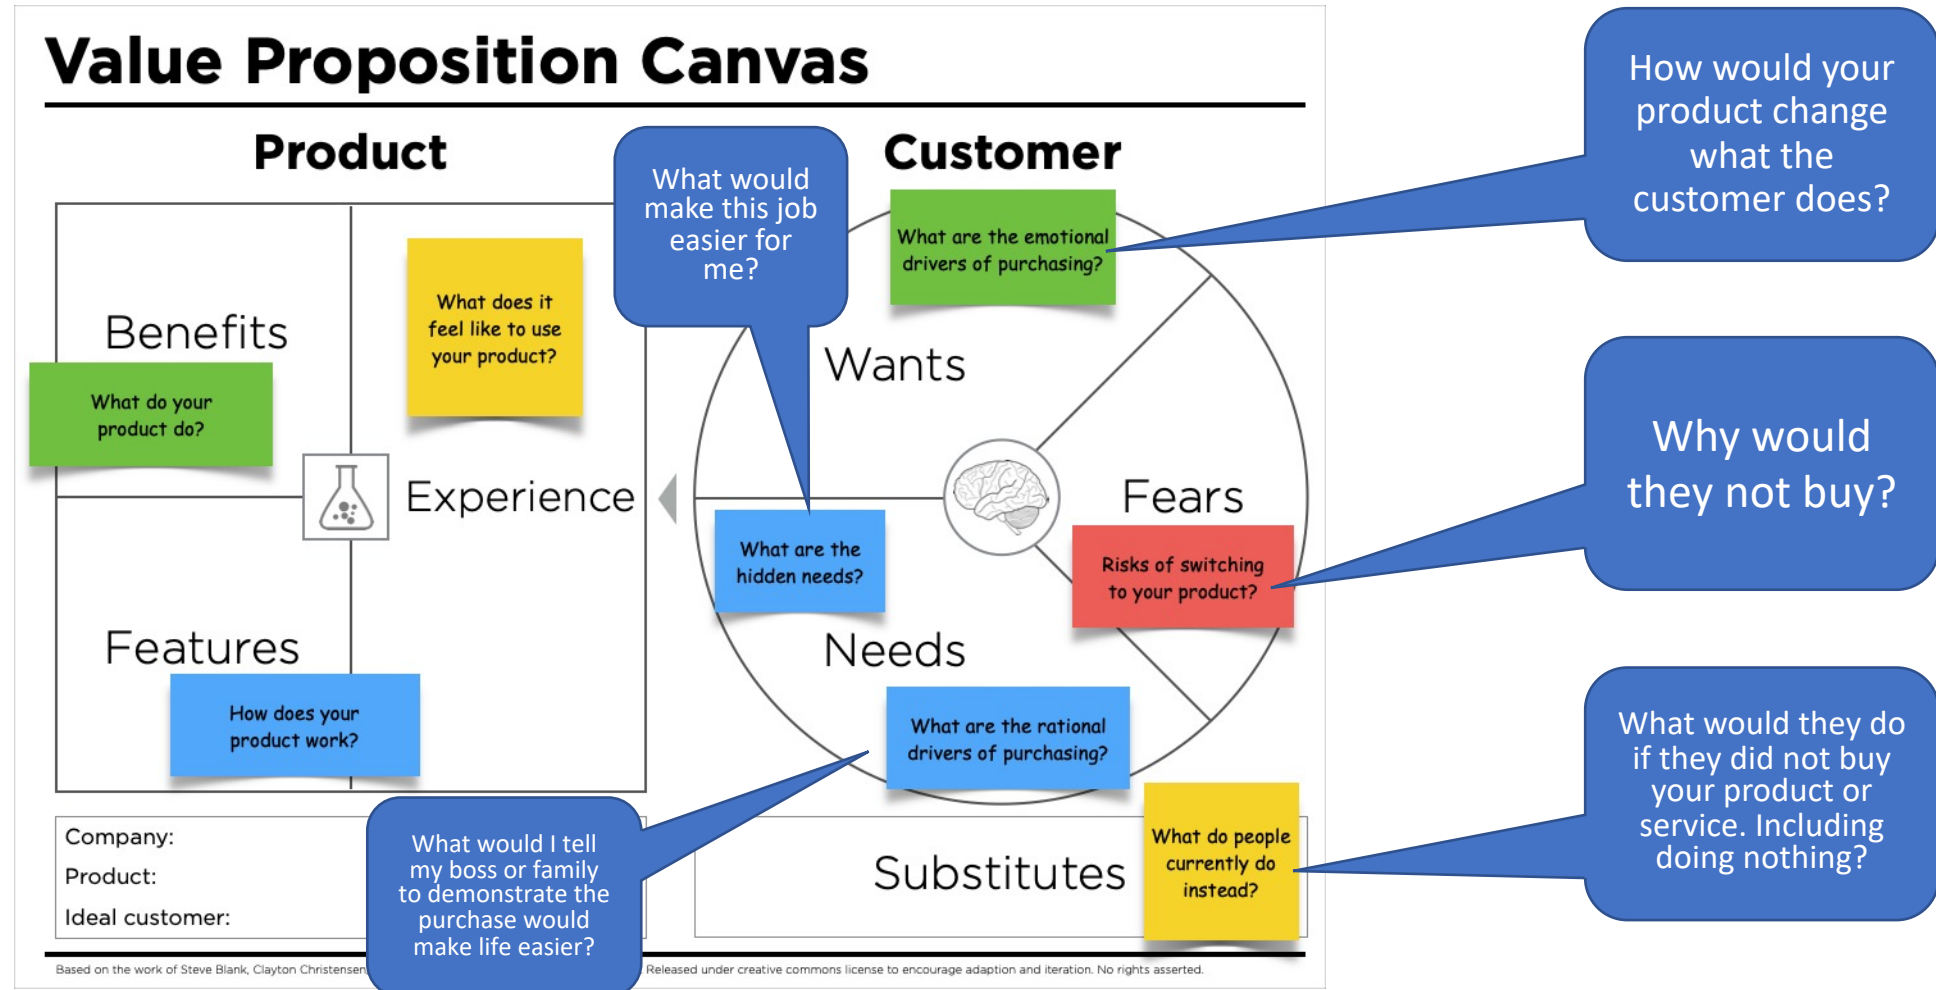 Value Proposition Canvas
Product
Customer
Benefits
What do your
product do?
What does it
feel like to use
your product?
Experience
Features
How does your
product work?
What would
make this job
easier for
me?
What are the emotional
drivers of purchasing?
Wants
Fears
Risks of switching
to your product?
What are the
hidden needs?
Needs
What are the rational
drivers of purchasing?
How would your
product change
what the
customer does?
Why would
they not buy?
What would they do
if they did not buy
your product or
service. Including
doing nothing?
Company:
Product:
Ideal customer:
What would I tell
my boss or family
to demonstrate the
purchase would
make life easier?
Substitutes
What do people
currently do
instead?
Based on the work of Steve Blank, Clayton Christensen, Released under creative commons license to encourage adaption and iteration. No rights asserted.